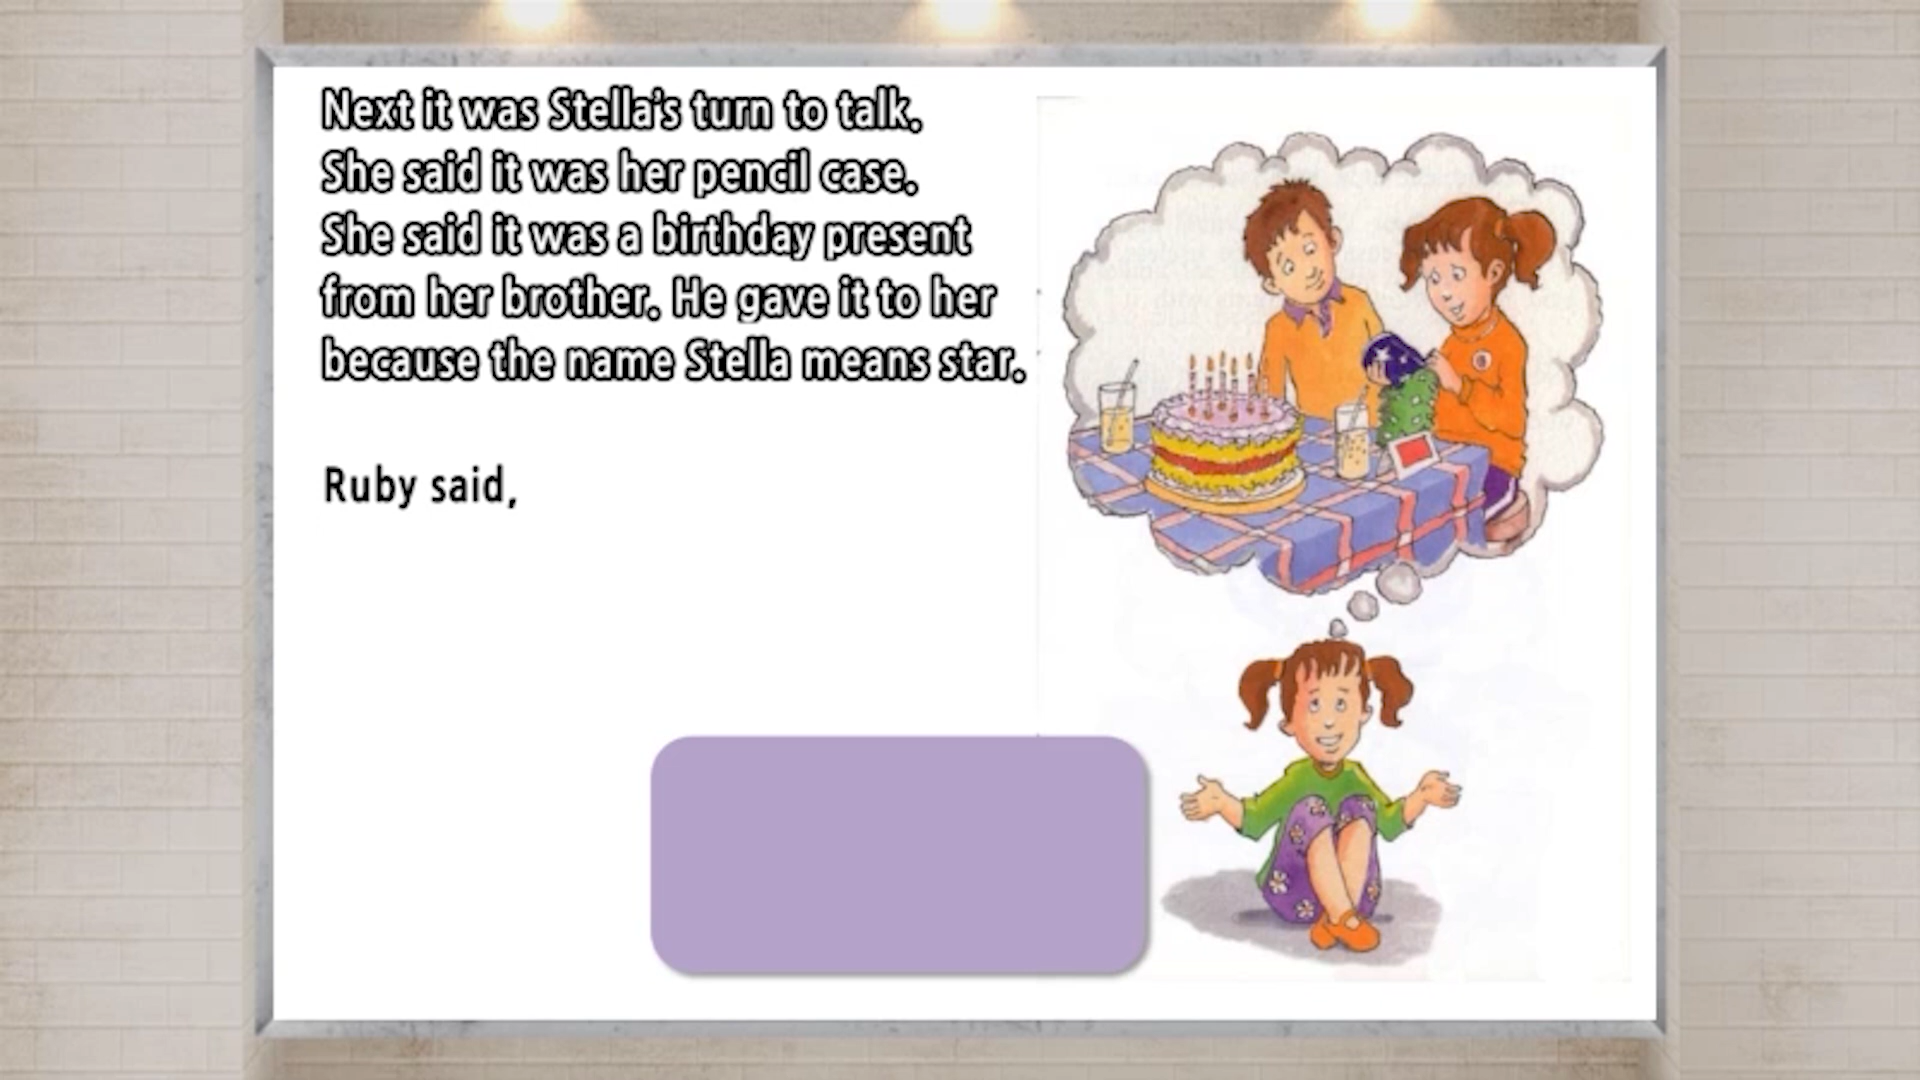 Next it was Stella's turn to talk.
She said it was her pencil case.
She said it was a birthday present
from her brother. He gave it to her
because the name Stella means star.
Ruby said,